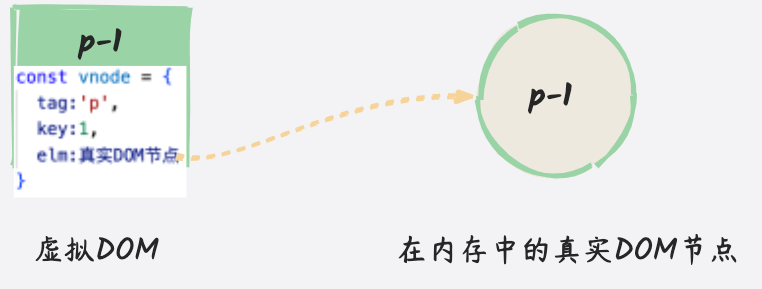 p-1
const vnode = {
tag:'p',
key:1,
elm:真实DOM节点
}
p-1
虚拟DOM
在内存中的真实DOM节点